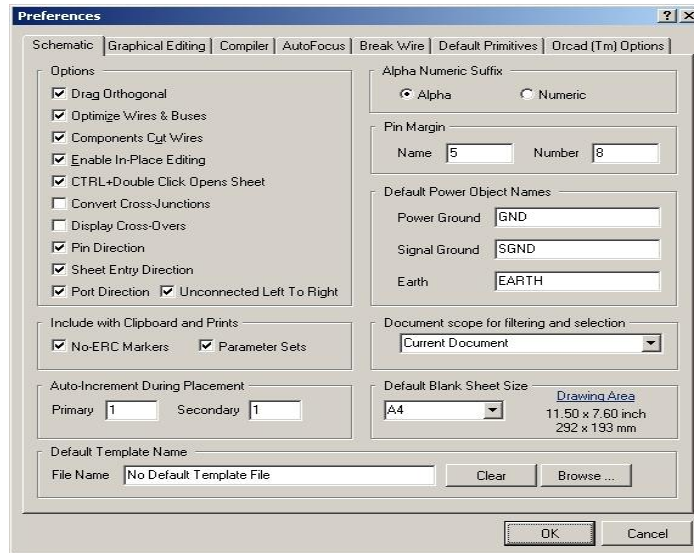 Preferences
Schematic Graphical Editing Compiler AutoFocus Break Wire Default Primitives Orcad (Tm) Options
Options
Drag Orthogonal
Optimize Wires & Buses
Components Cut Wires
Enable In-Place Editing
CTRL+Double Click Opens Sheet
Convert Cross-Junctions
Display Cross-Overs
Pin Direction
Sheet Entry Direction
Port Direction Unconnected Left To Right
Alpha Numeric Suffix
Alpha Numeric
Pin Margin
Name 5 Number 8
Default Power Object Names
Power Ground GND
Signal Ground SGND
Earth EARTH
Include with Clipboard and Prints
No-ERC Markers Parameter Sets
Document scope for filtering and selection
Current Document
Auto-Increment During Placement
Primary 1 Secondary 1
Default Blank Sheet Size
A4
Drawing Area
11.50 x 7.60 inch
292 x 193 mm
Default Template Name
File Name No Default Template File Clear Browse ...
OK Cancel